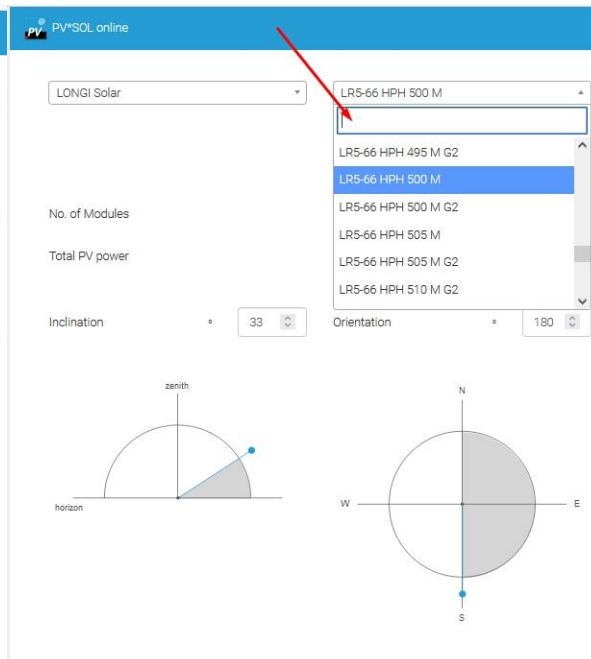 PV PV*SOL online
LONGI Solar
LR5-66 HPH 500 M
LR5-66 HPH 495 M G2
LR5-66 HPH 500 M
LR5-66 HPH 500 M G2
LR5-66 HPH 505 M
LR5-66 HPH 505 M G2
LR5-66 HPH 510 M G2
No. of Modules
Total PV power
Inclination ° 33
Orientation ° 180
zenith
horizon
N
W
E
S